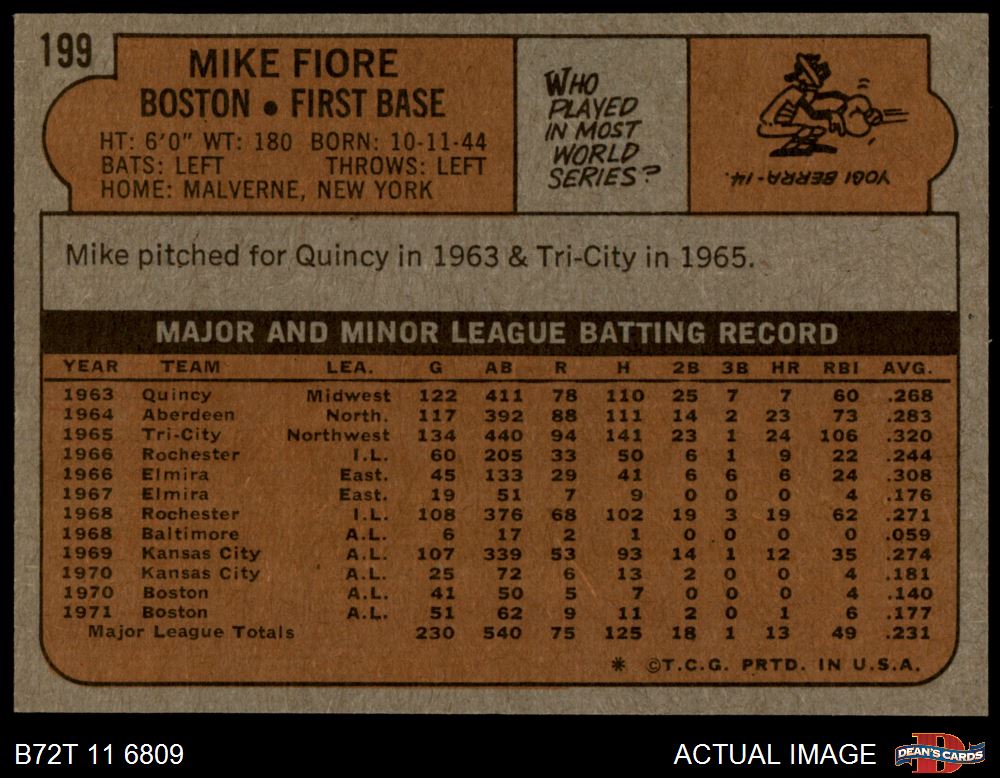 199
MIKE FIORE
BOSTON • FIRST BASE
HT: 6'0" WT: 180 BORN: 10-11-44
BATS: LEFT THROWS: LEFT
HOME: MALVERNE, NEW YORK
WHO
PLAYED
IN MOST
WORLD
SERIES?
YOGI BERRA-14.
Mike pitched for Quincy in 1963 & Tri-City in 1965.
MAJOR AND MINOR LEAGUE BATTING RECORD
YEAR TEAM LEA. G AB R H 2B 3B HR RBI AVG.
1963 Quincy Midwest 122 411 78 110 25 7 7 60 .268
1964 Aberdeen North. 117 392 88 111 14 2 23 73 .283
1965 Tri-City Northwest 134 440 94 141 23 1 24 106 .320
1966 Rochester I.L. 60 205 33 50 6 1 9 22 .244
1966 Elmira East. 45 133 29 41 6 6 6 24 .308
1967 Elmira East. 19 51 7 9 0 0 0 4 .176
1968 Rochester I.L. 108 376 68 102 19 3 19 62 .271
1968 Baltimore A.L. 6 17 2 1 0 0 0 0 .059
1969 Kansas City A.L. 107 339 53 93 14 1 12 35 .274
1970 Kansas City A.L. 25 72 6 13 2 0 0 4 .181
1970 Boston A.L. 41 50 5 7 0 0 0 4 .140
1971 Boston A.L. 51 62 9 11 2 0 1 6 .177
Major League Totals 230 540 75 125 18 1 13 49 .231
* ©T.C.G. PRTD. IN U.S.A.
B72T 11 6809
ACTUAL IMAGE
D
DEAN'S CARDS